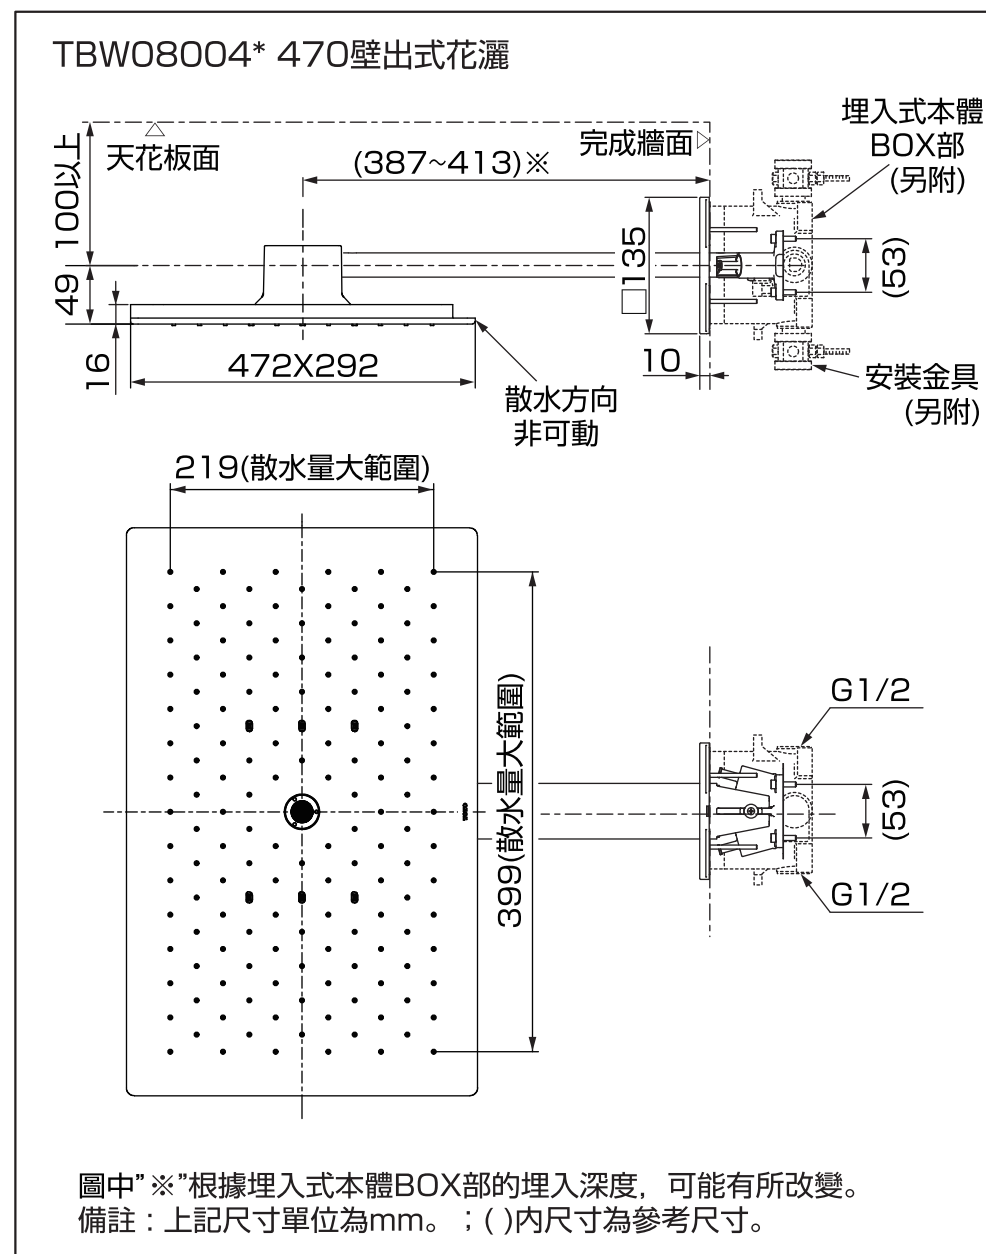 TBW08004* 470壁出式花灑
埋入式本體
BOX部
(另附)
完成牆面
天花板面
100以上
(387~413)※
49
16
□135
(53)
10
472X292
散水方向
非可動
安裝金具
(另附)
219(散水量大範圍)
399(散水量大範圍)
G1/2
(53)
G1/2
圖中”※”根據埋入式本體BOX部的埋入深度，可能有所改變。
備註：上記尺寸單位為mm。；( )內尺寸為參考尺寸。